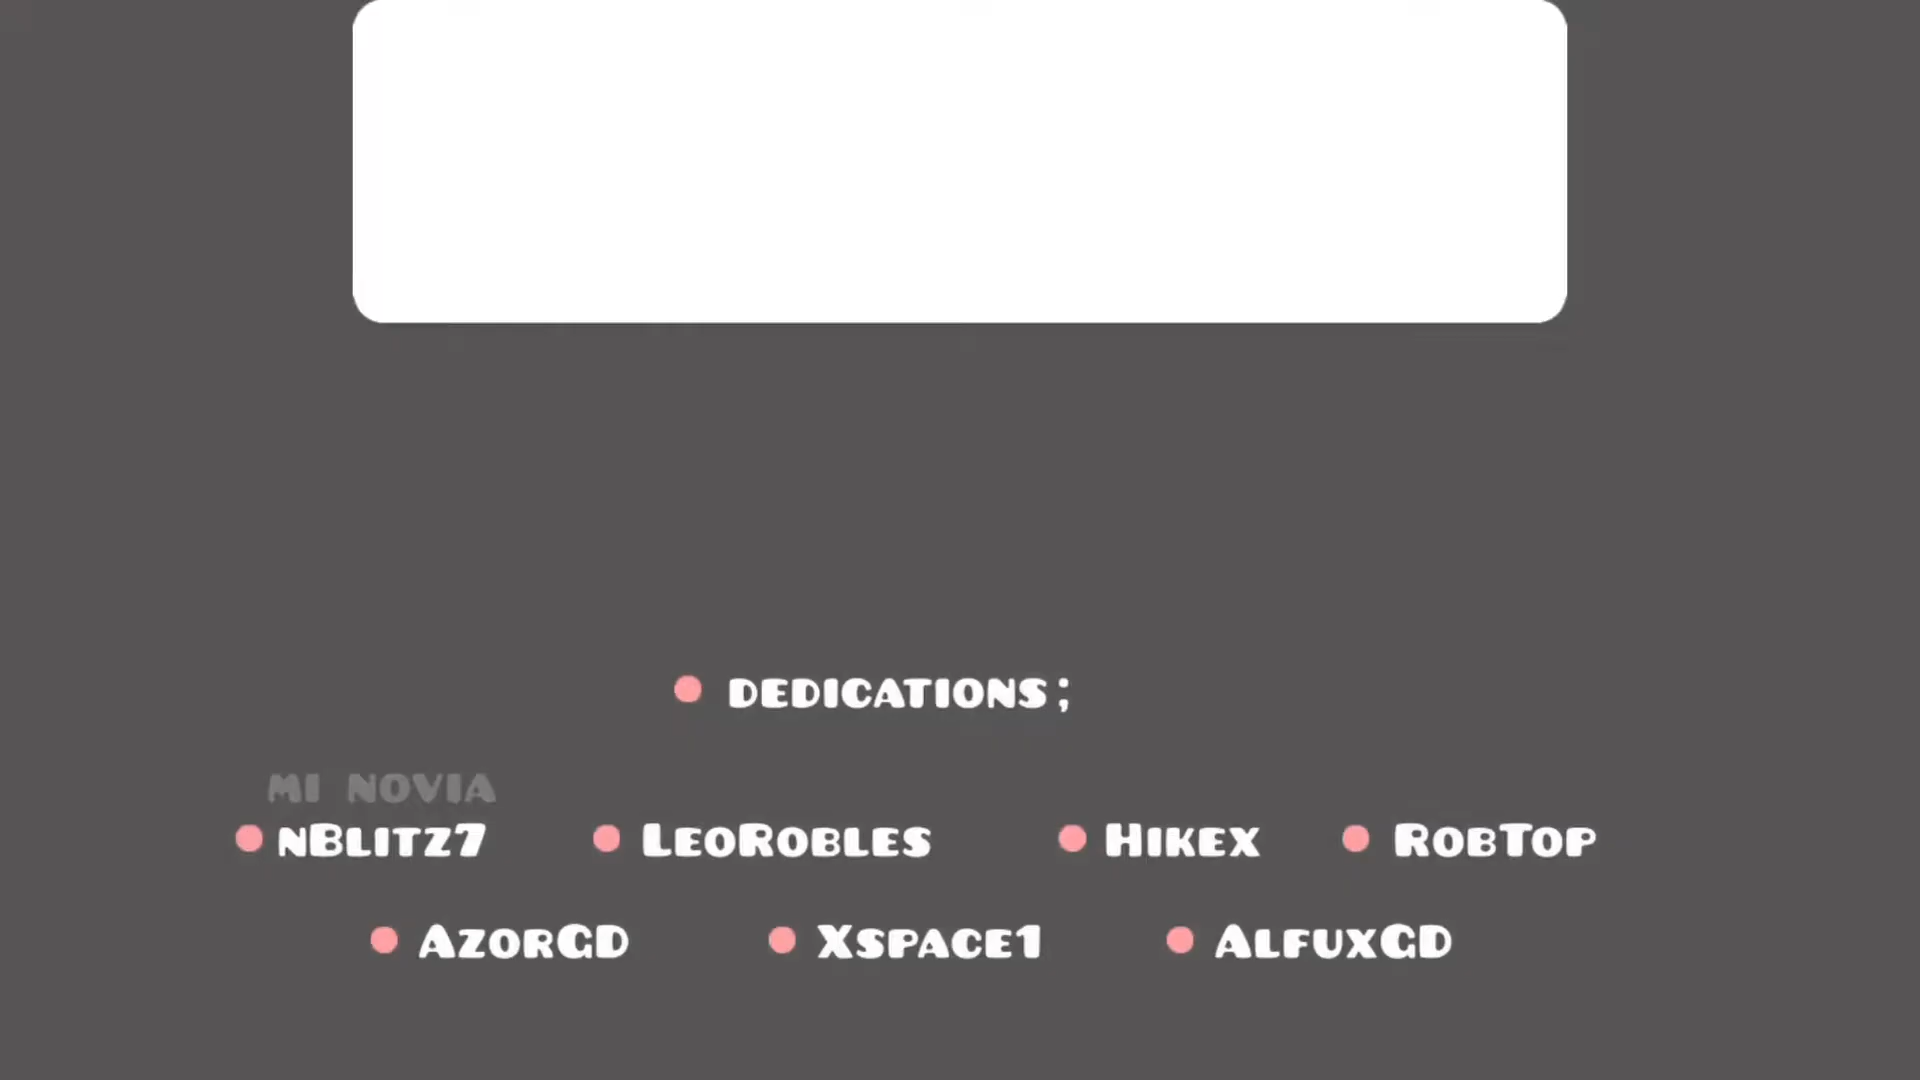 DEDICATIONS;
MI NOVIA
nBlitz7 LeoRobles Hikex RobTop
AzorGD Xspace1 AlfuxGD